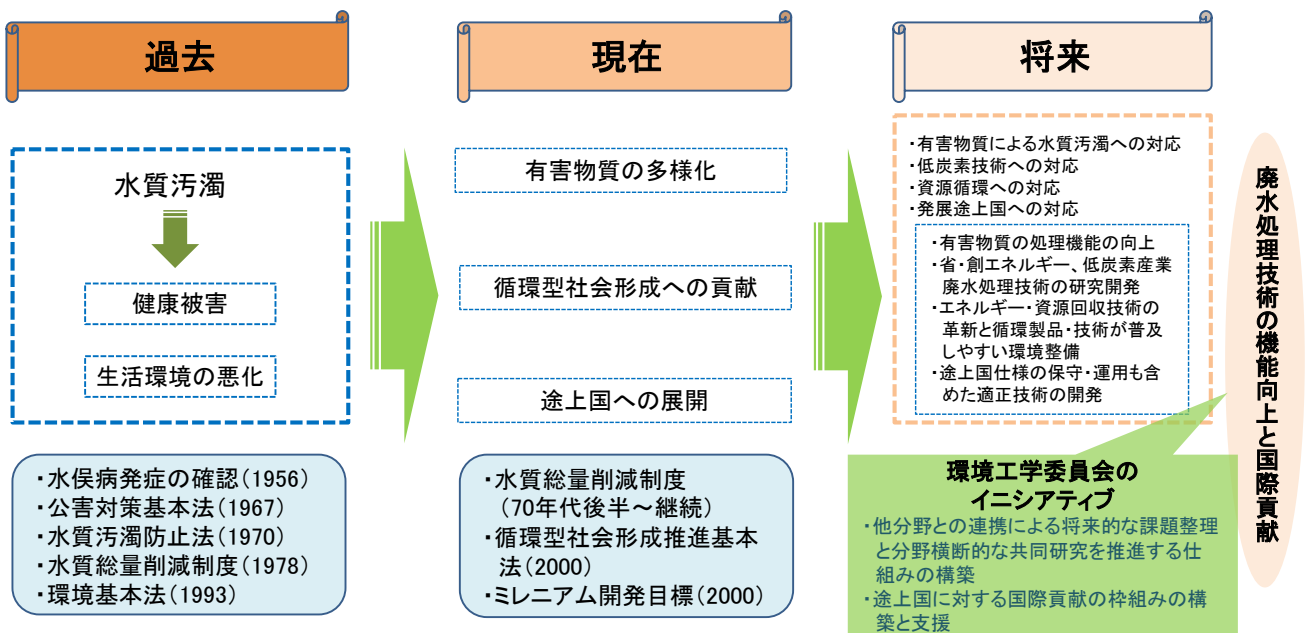 過去
水質汚濁
健康被害
生活環境の悪化
・水俣病発症の確認(1956)
・公害対策基本法(1967)
・水質汚濁防止法(1970)
・水質総量削減制度(1978)
・環境基本法(1993)
現在
有害物質の多様化
循環型社会形成への貢献
途上国への展開
・水質総量削減制度
(70年代後半～継続)
・循環型社会形成推進基本
法(2000)
・ミレニアム開発目標(2000)
将来
・有害物質による水質汚濁への対応
・低炭素技術への対応
・資源循環への対応
・発展途上国への対応
・有害物質の処理機能の向上
・省・創エネルギー、低炭素産業
廃水処理技術の研究開発
・エネルギー・資源回収技術の
革新と循環製品・技術が普及
しやすい環境整備
・途上国仕様の保守・運用も含
めた適正技術の開発
環境工学委員会の
イニシアティブ
・他分野との連携による将来的な課題整理
と分野横断的な共同研究を推進する仕
組みの構築
・途上国に対する国際貢献の枠組みの構
築と支援
廃水処理技術の機能向上と国際貢献